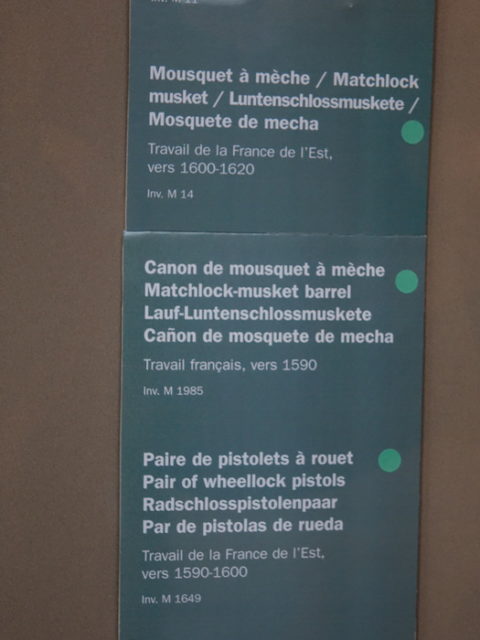 Inv. M 11
Mousquet à mèche / Matchlock
musket / Luntenschlossmuskete /
Mosquete de mecha
Travail de la France de l'Est,
vers 1600-1620
Inv. M 14
Canon de mousquet à mèche
Matchlock-musket barrel
Lauf-Luntenschlossmuskete
Cañon de mosquete de mecha
Travail français, vers 1590
Inv. M 1985
Paire de pistolets à rouet
Pair of wheellock pistols
Radschlosspistolenpaar
Par de pistolas de rueda
Travail de la France de l'Est,
vers 1590-1600
Inv. M 1649